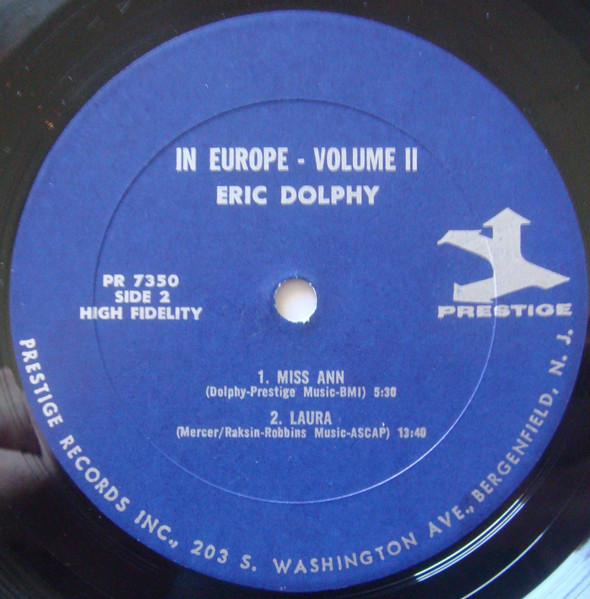 IN EUROPE - VOLUME II
ERIC DOLPHY
PR 7350
SIDE 2
HIGH FIDELITY
PRESTIGE
1. MISS ANN
(Dolphy-Prestige Music-BMI) 5:30
2. LAURA
(Mercer/Raksin-Robbins Music-ASCAP) 13:40
PRESTIGE RECORDS INC., 203 S. WASHINGTON AVE., BERGENFIELD, N. J.